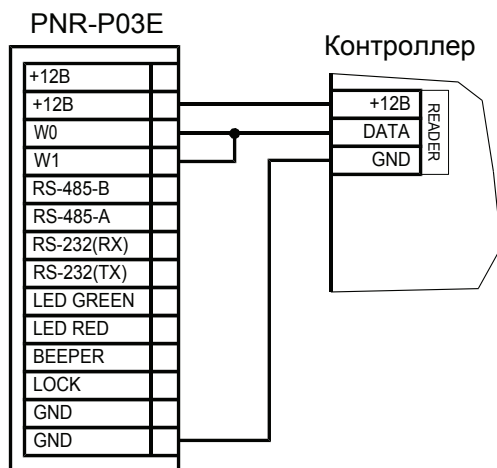 PNR-P03E
+12В
+12В
W0
W1
RS-485-B
RS-485-A
RS-232(RX)
RS-232(TX)
LED GREEN
LED RED
BEEPER
LOCK
GND
GND
Контроллер
+12В
DATA
GND
READER